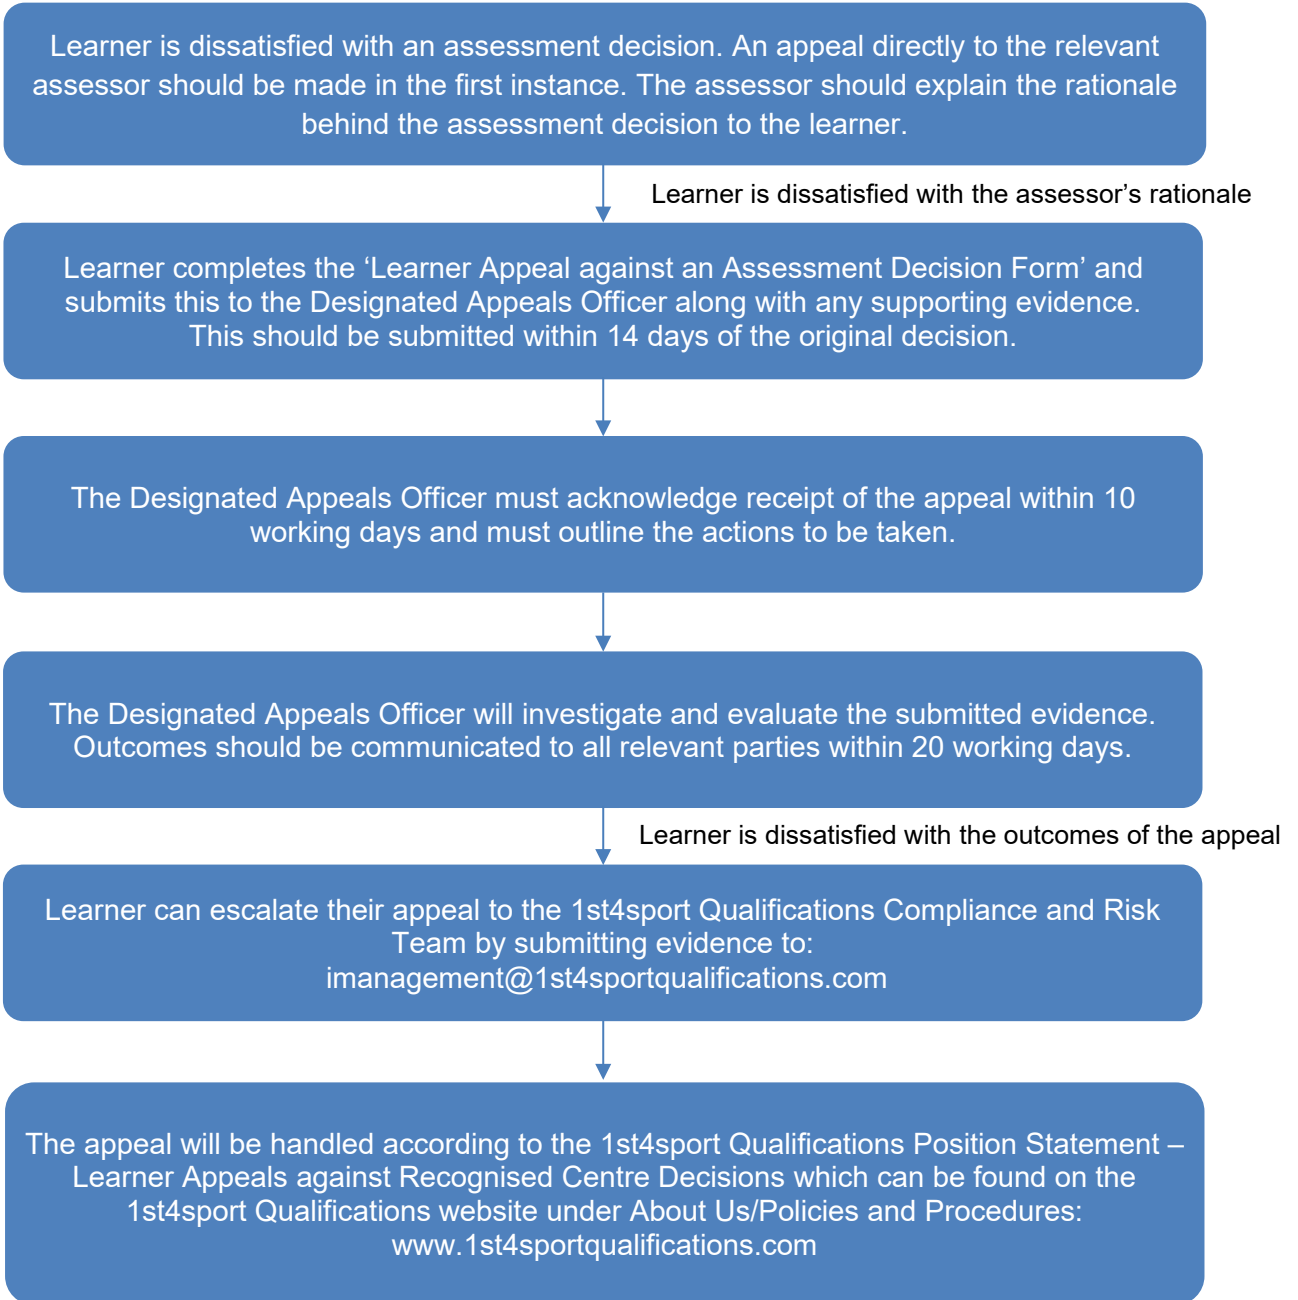 Learner is dissatisfied with an assessment decision. An appeal directly to the relevant
assessor should be made in the first instance. The assessor should explain the rationale
behind the assessment decision to the learner.
Learner is dissatisfied with the assessor’s rationale
Learner completes the ‘Learner Appeal against an Assessment Decision Form’ and
submits this to the Designated Appeals Officer along with any supporting evidence.
This should be submitted within 14 days of the original decision.
The Designated Appeals Officer must acknowledge receipt of the appeal within 10
working days and must outline the actions to be taken.
The Designated Appeals Officer will investigate and evaluate the submitted evidence.
Outcomes should be communicated to all relevant parties within 20 working days.
Learner is dissatisfied with the outcomes of the appeal
Learner can escalate their appeal to the 1st4sport Qualifications Compliance and Risk
Team by submitting evidence to:
imanagement@1st4sportqualifications.com
The appeal will be handled according to the 1st4sport Qualifications Position Statement –
Learner Appeals against Recognised Centre Decisions which can be found on the
1st4sport Qualifications website under About Us/Policies and Procedures:
www.1st4sportqualifications.com